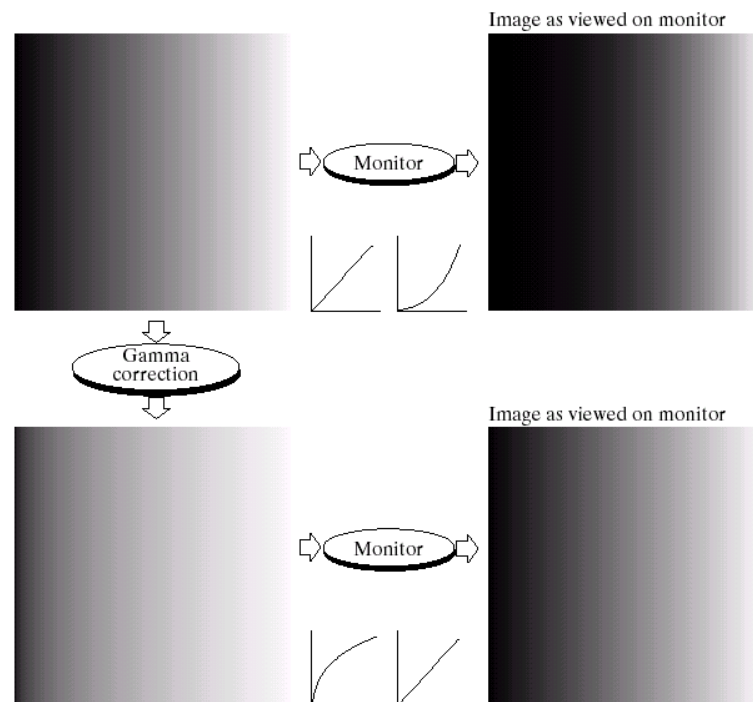 Image as viewed on monitor
Monitor
Gamma
correction
Image as viewed on monitor
Monitor